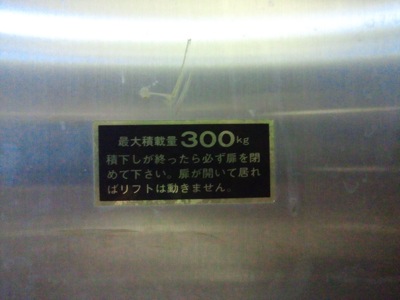 最大積載量 300kg
積下しが終ったら必ず扉を閉
めて下さい。扉が開いて居れ
ばリフトは動きません。